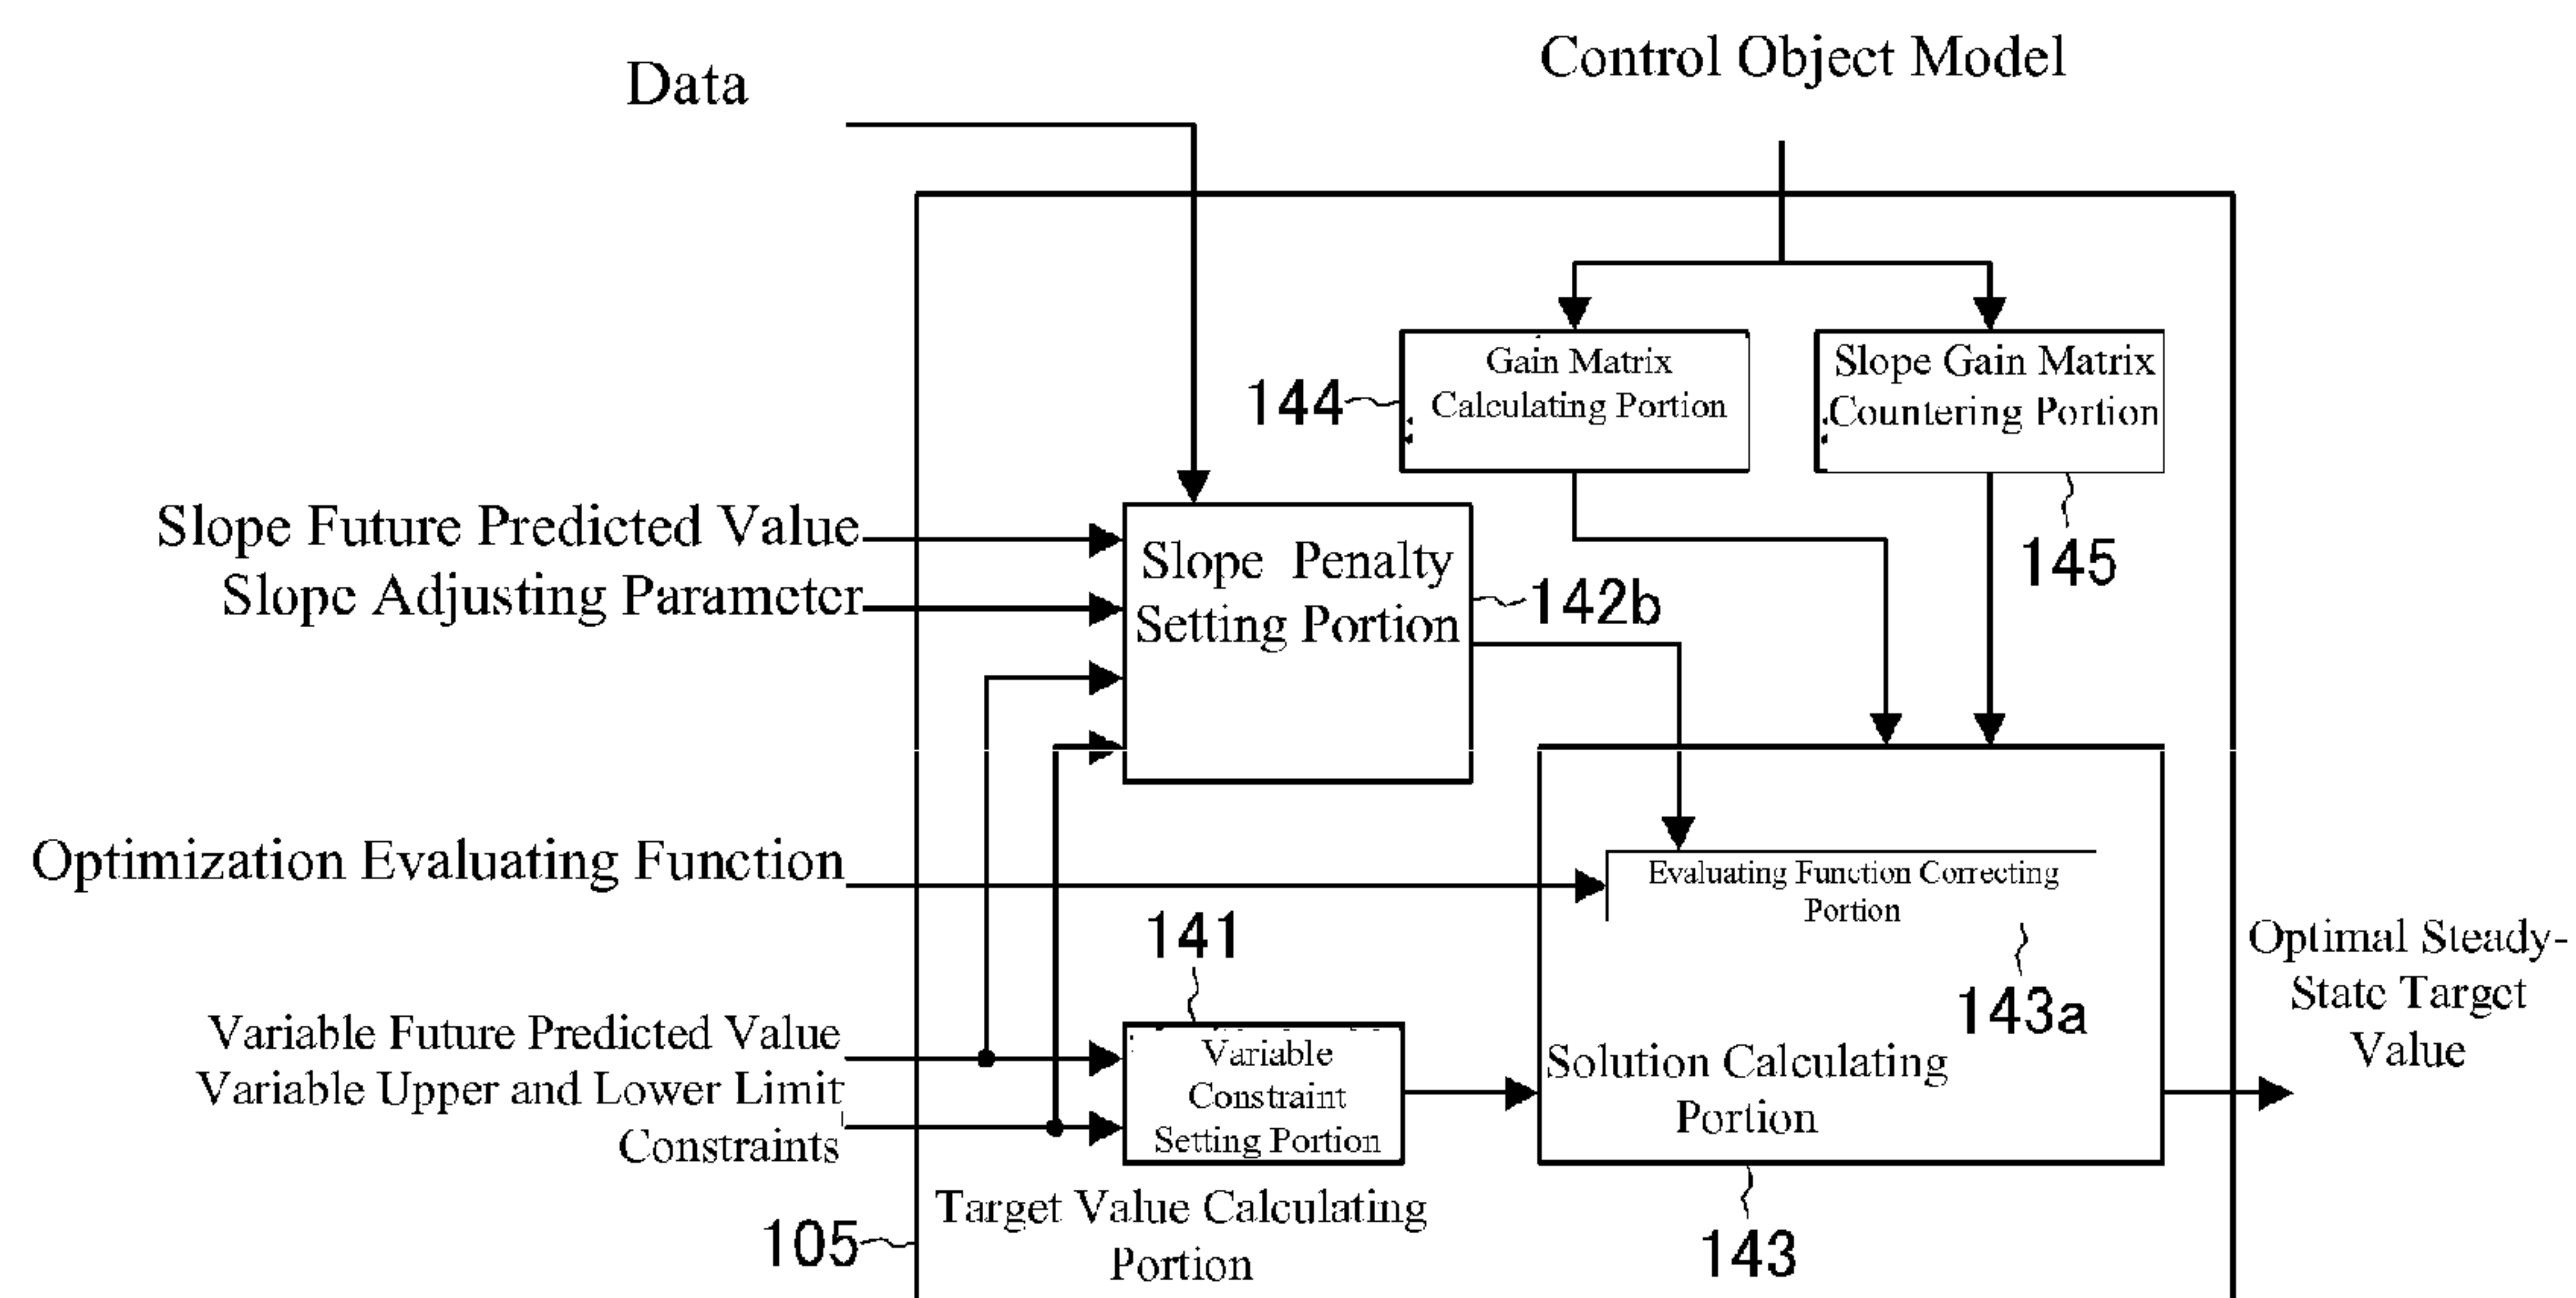 Control Object Model
Data
Gain Matrix
Calculating Portion
144
Slope Gain Matrix
Countering Portion
145
Slope Future Predicted Value
Slope Adjusting Parameter
Slope Penalty
Setting Portion
142b
Optimization Evaluating Function
Evaluating Function Correcting
Portion
143a
141
Variable Future Predicted Value
Variable Upper and Lower Limit
Constraints
Variable
Constraint
Setting Portion
Solution Calculating
Portion
143
Optimal Steady-
State Target
Value
Target Value Calculating
Portion
105